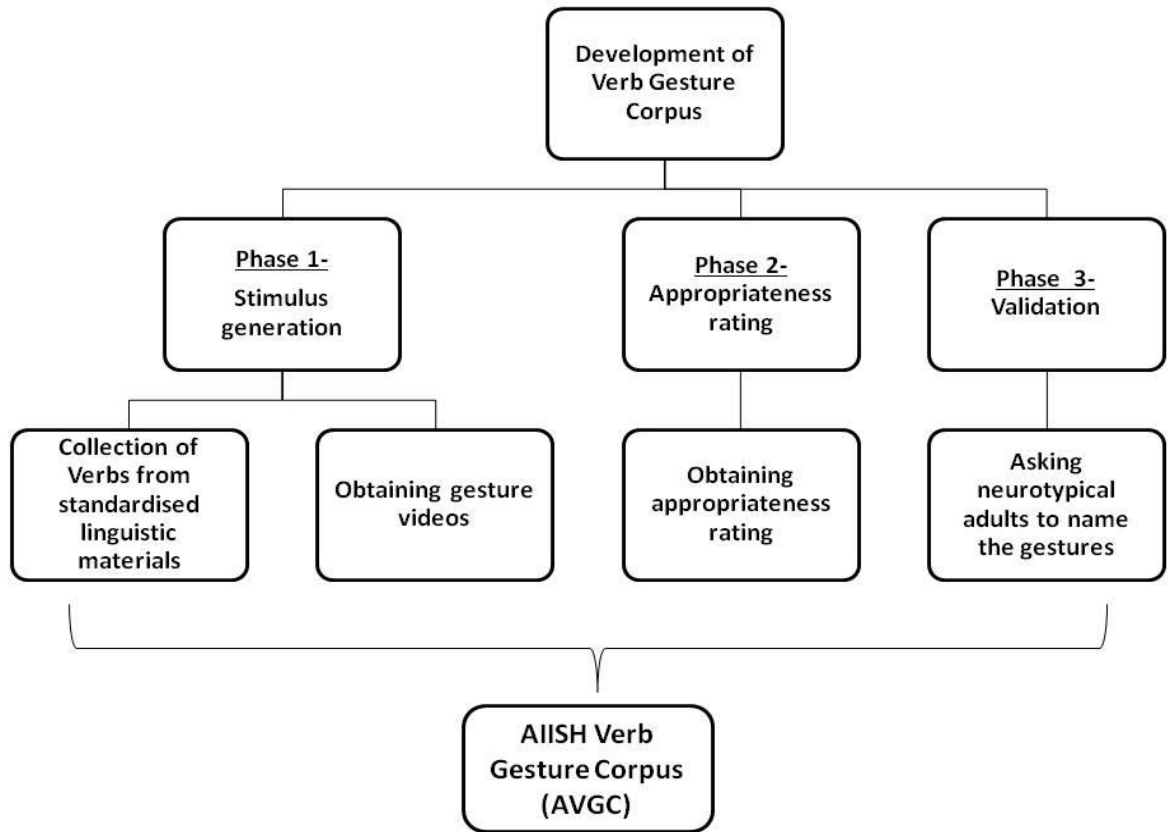 Development of
Verb Gesture
Corpus
Phase 1-
Stimulus
generation
Phase 2-
Appropriateness
rating
Phase 3-
Validation
Collection of
Verbs from
standardised
linguistic
materials
Obtaining gesture
videos
Obtaining
appropriateness
rating
Asking
neurotypical
adults to name
the gestures
AIISH Verb
Gesture Corpus
(AVGC)